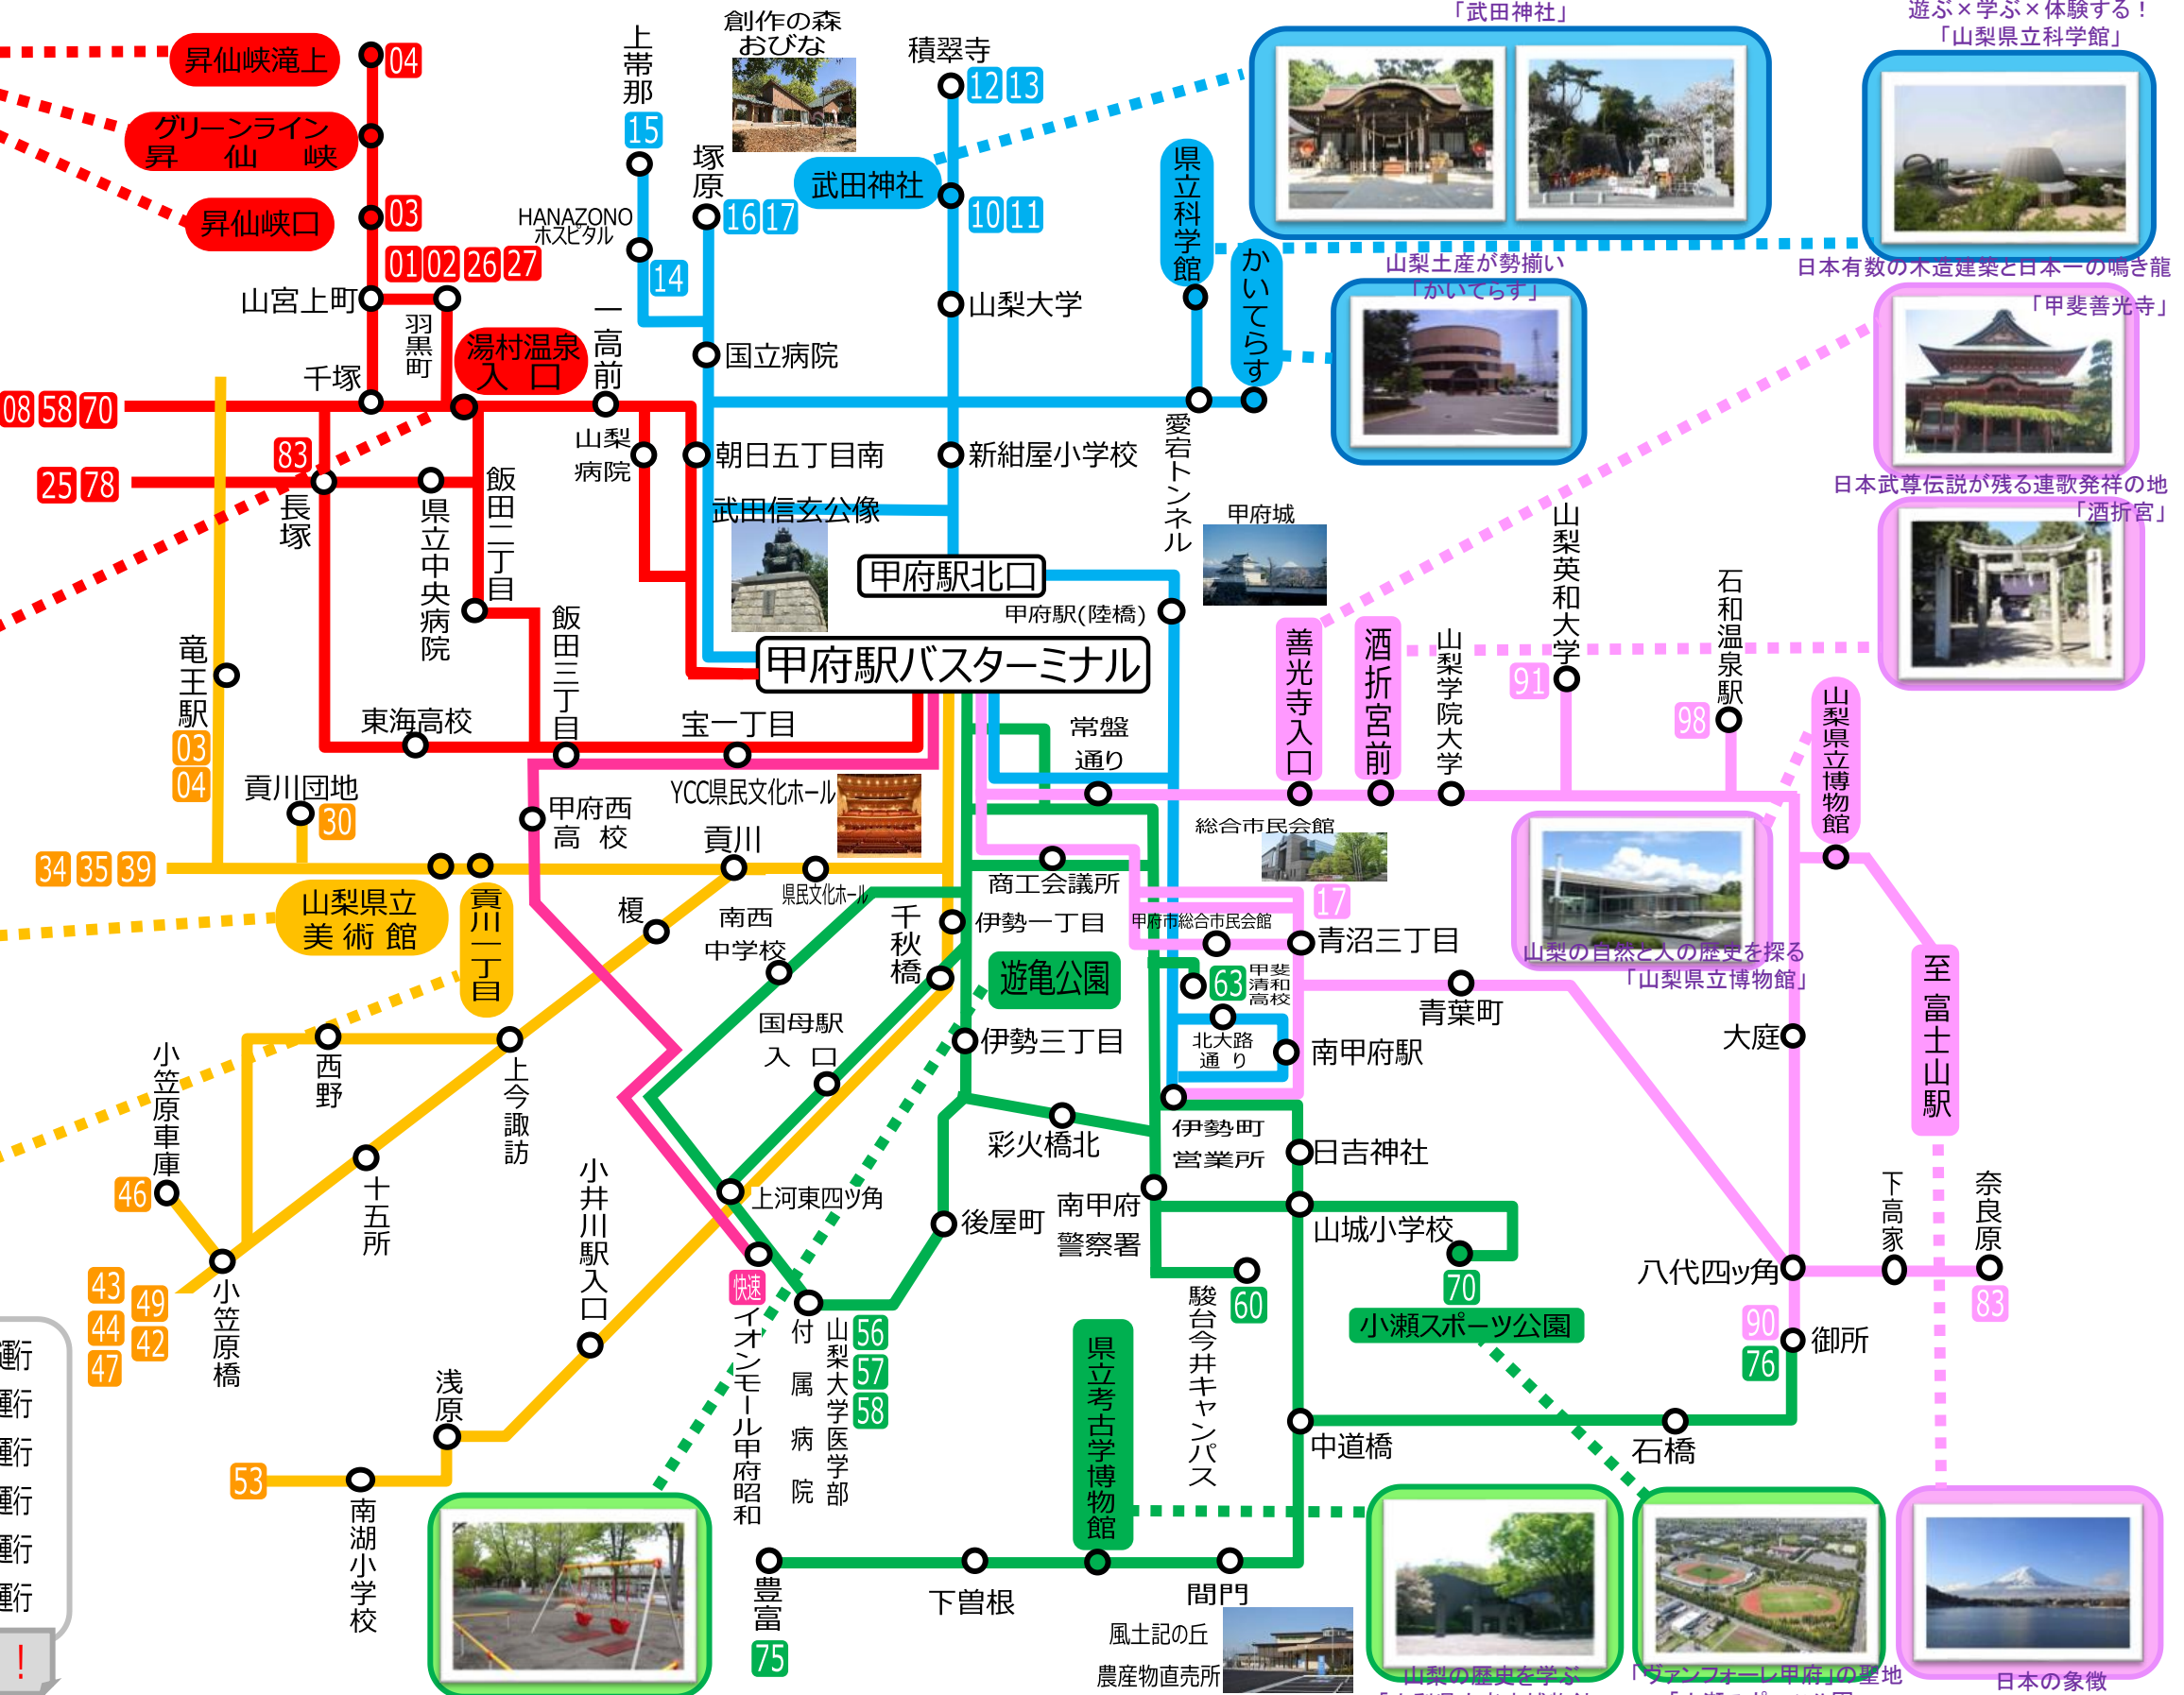 昇仙峡滝上
04
グリーンライン
昇仙峡
昇仙峡口
03
01 02 26 27
山宮上町
羽黒町
湯村温泉
入口
千塚
一高前
08 58 70
25 78
83
長塚
県立中央病院
飯田二丁目
飯田三丁目
山梨
病院
東海高校
宝一丁目
上帯那
15
HANAZONO
ホスピタル
14
創作の森
おびな
塚原
16 17
国立病院
朝日五丁目南
武田信玄公像
積翠寺
12 13
武田神社
10 11
山梨大学
新紺屋小学校
県立科学館
かいてらす
愛宕トンネル
甲府駅北口
甲府駅(陸橋)
甲府城
甲府駅バスターミナル
「武田神社」
遊ぶ×学ぶ×体験する！
「山梨県立科学館」
山梨土産が勢揃い
「かいてらす」
日本有数の木造建築と日本一の鳴き龍
「甲斐善光寺」
日本武尊伝説が残る連歌発祥の地
「酒折宮」
常盤
通り
善光寺入口
酒折宮前
山梨学院大学
山梨英和大学
91
石和温泉駅
98
山梨県立博物館
山梨の自然と人の歴史を探る
「山梨県立博物館」
至富士山駅
竜王駅
03
04
貢川団地
30
34 35 39
山梨県立
美術館
貢川一丁目
甲府西
高校
YCC県民文化ホール
貢川
県民文化ホール
榎
南西
中学校
千秋橋
伊勢一丁目
遊亀公園
国母駅
入口
伊勢三丁目
商工会議所
総合市民会館
17
甲府市総合市民会館
青沼三丁目
63
甲斐
清和
高校
北大路
通り
南甲府駅
青葉町
大庭
伊勢町
営業所
彩火橋北
日吉神社
南甲府
警察署
山城小学校
70
小瀬スポーツ公園
駿台今井キャンパス
60
八代四ッ角
下高家
奈良原
83
90
76
御所
中道橋
石橋
小笠原車庫
46
西野
上今諏訪
十五所
小笠原橋
43
49
44
42
47
小井川駅入口
浅原
53
南湖小学校
上河東四ツ角
快速
イオンモール甲府昭和
後屋町
山梨大学医学部
付属病院
56
57
58
県立考古学博物館
豊富
75
下曽根
間門
風土記の丘
農産物直売所
山梨の歴史を学ぶ
「ヴァンフォーレ甲府」の聖地
日本の象徴
運行
運行
運行
運行
運行
運行
！